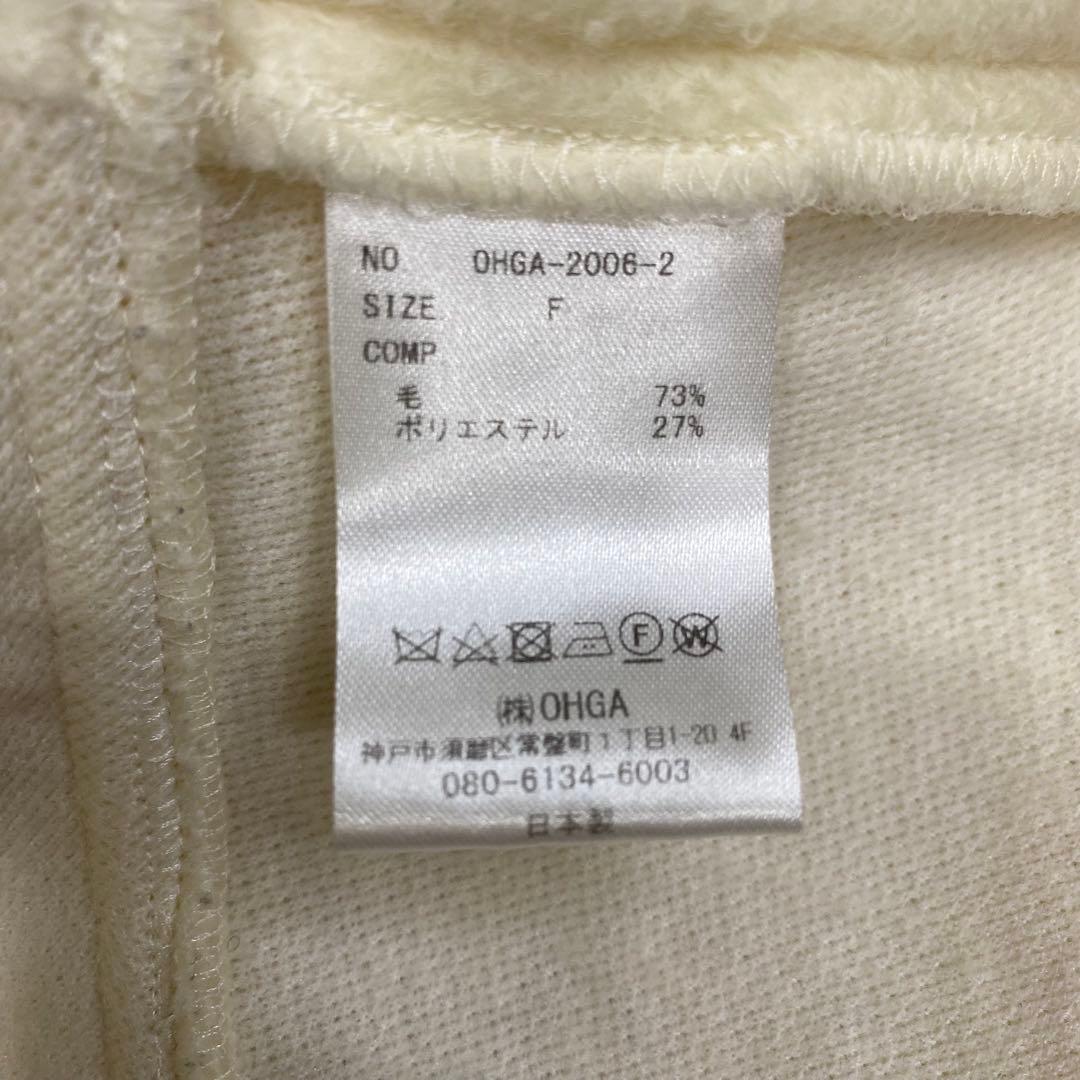 NO OHGA-2006-2
SIZE F
COMP
毛 73%
ポリエステル 27%
F W
㈱OHGA
神戸市須磨区常盤町1丁目1-20 4F
080-6134-6003
日本製